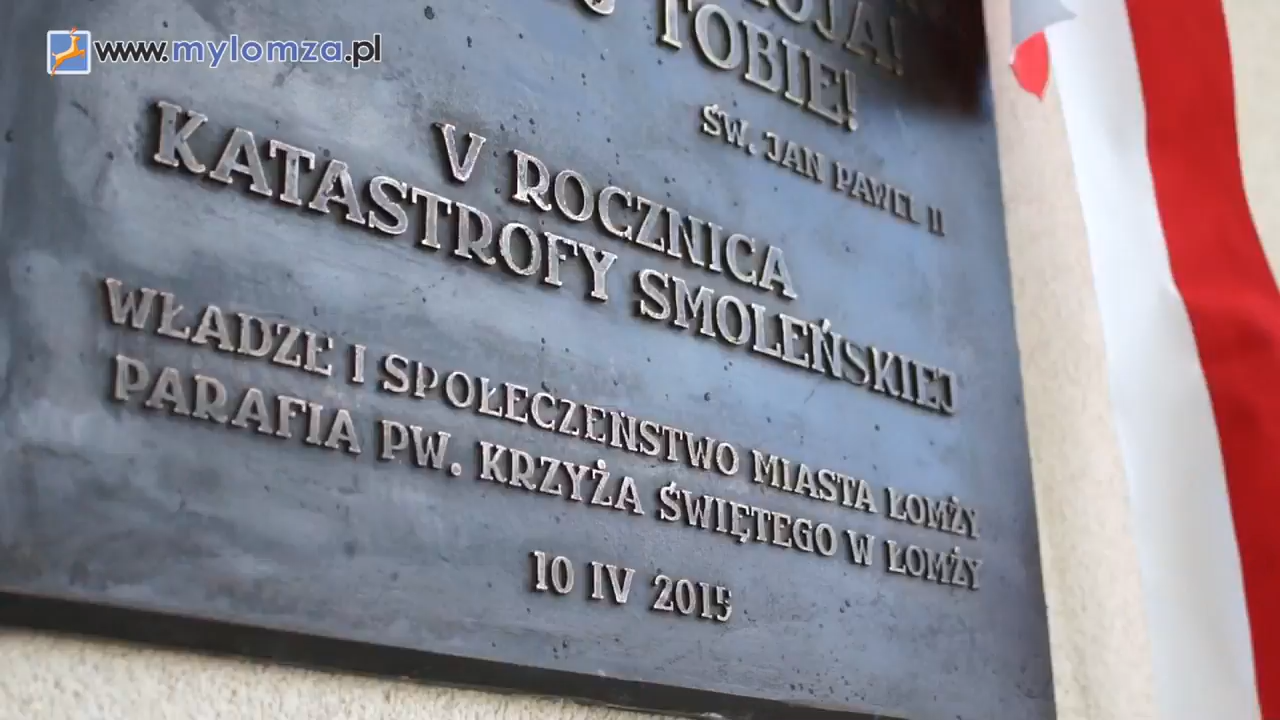 www.mylomza.pl
TOBIE!
ŚW. JAN PAWEŁ II
V ROCZNICA
KATASTROFY SMOLEŃSKIEJ
WŁADZE I SPOŁECZEŃSTWO MIASTA ŁOMŻY
PARAFIA PW. KRZYŻA ŚWIĘTEGO W ŁOMŻY
10 IV 2015